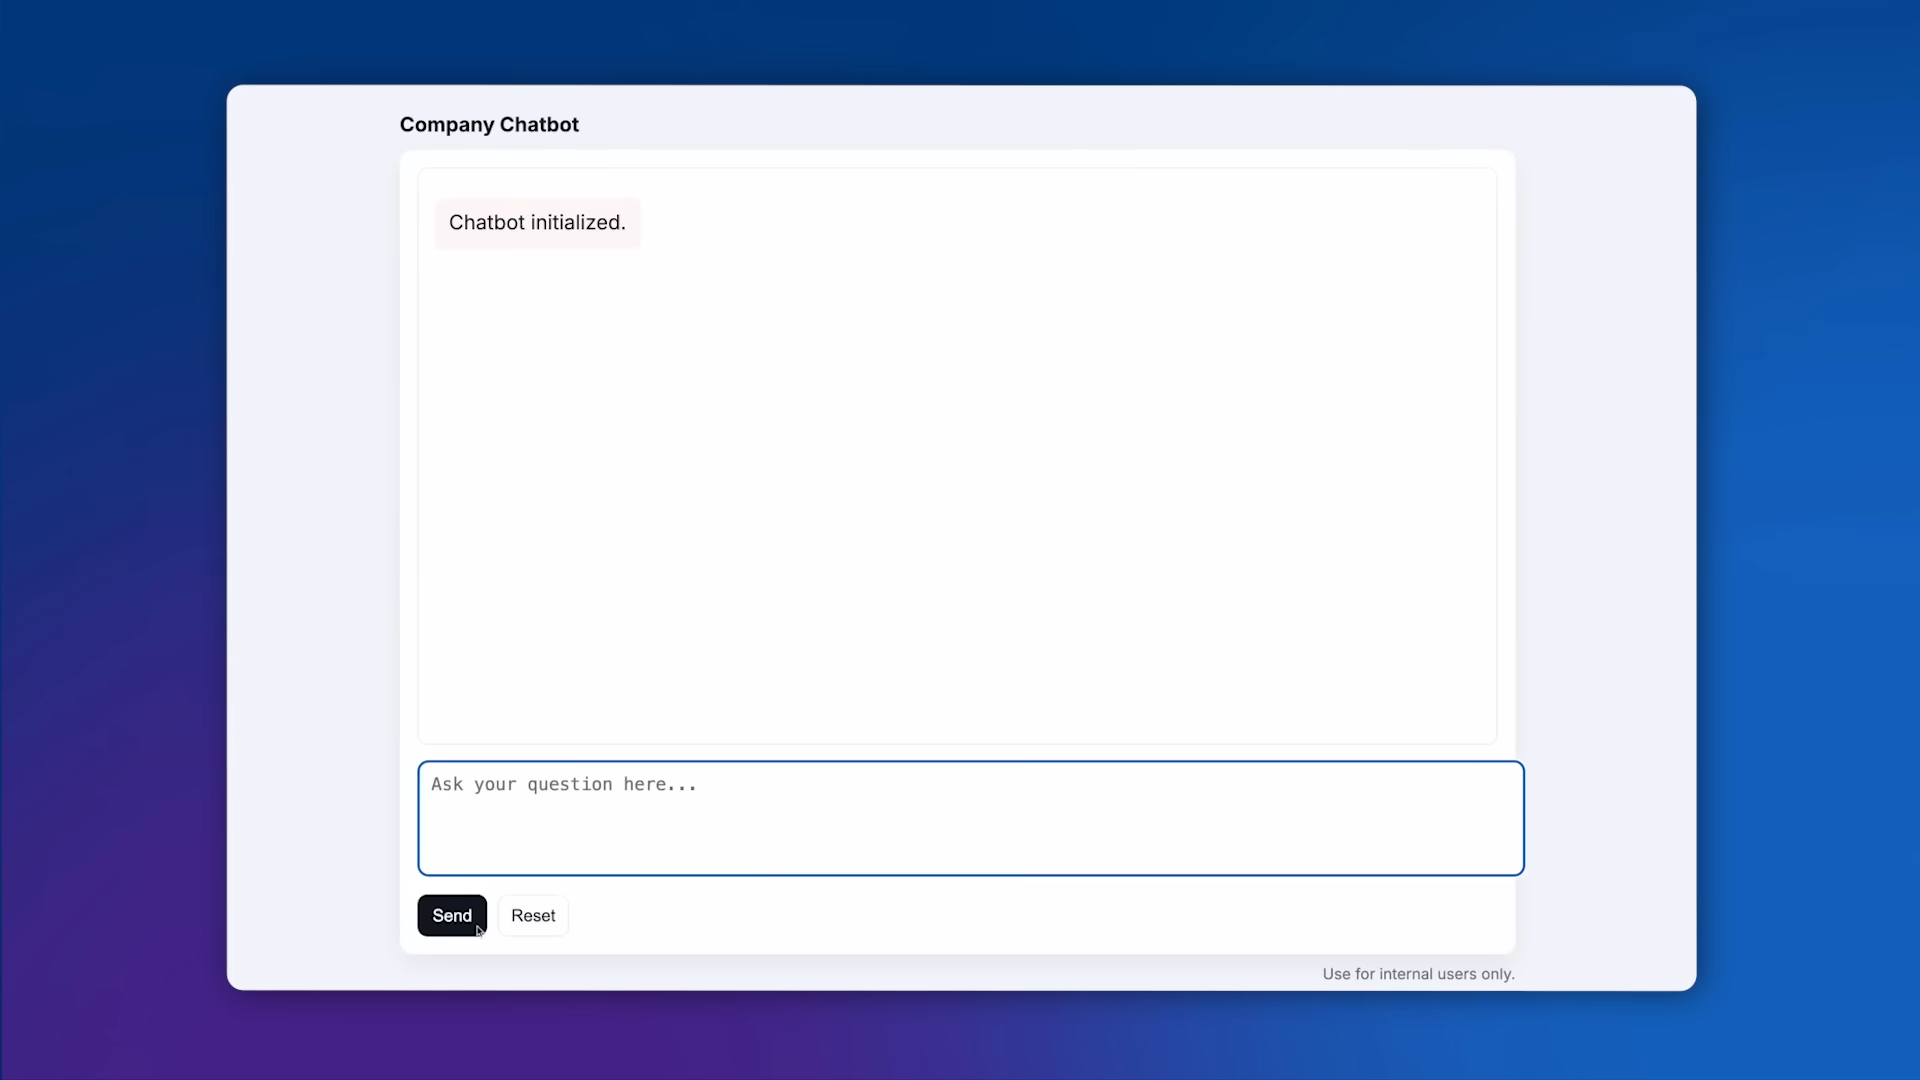 Company Chatbot
Chatbot initialized.
Ask your question here...
Send
Reset
Use for internal users only.